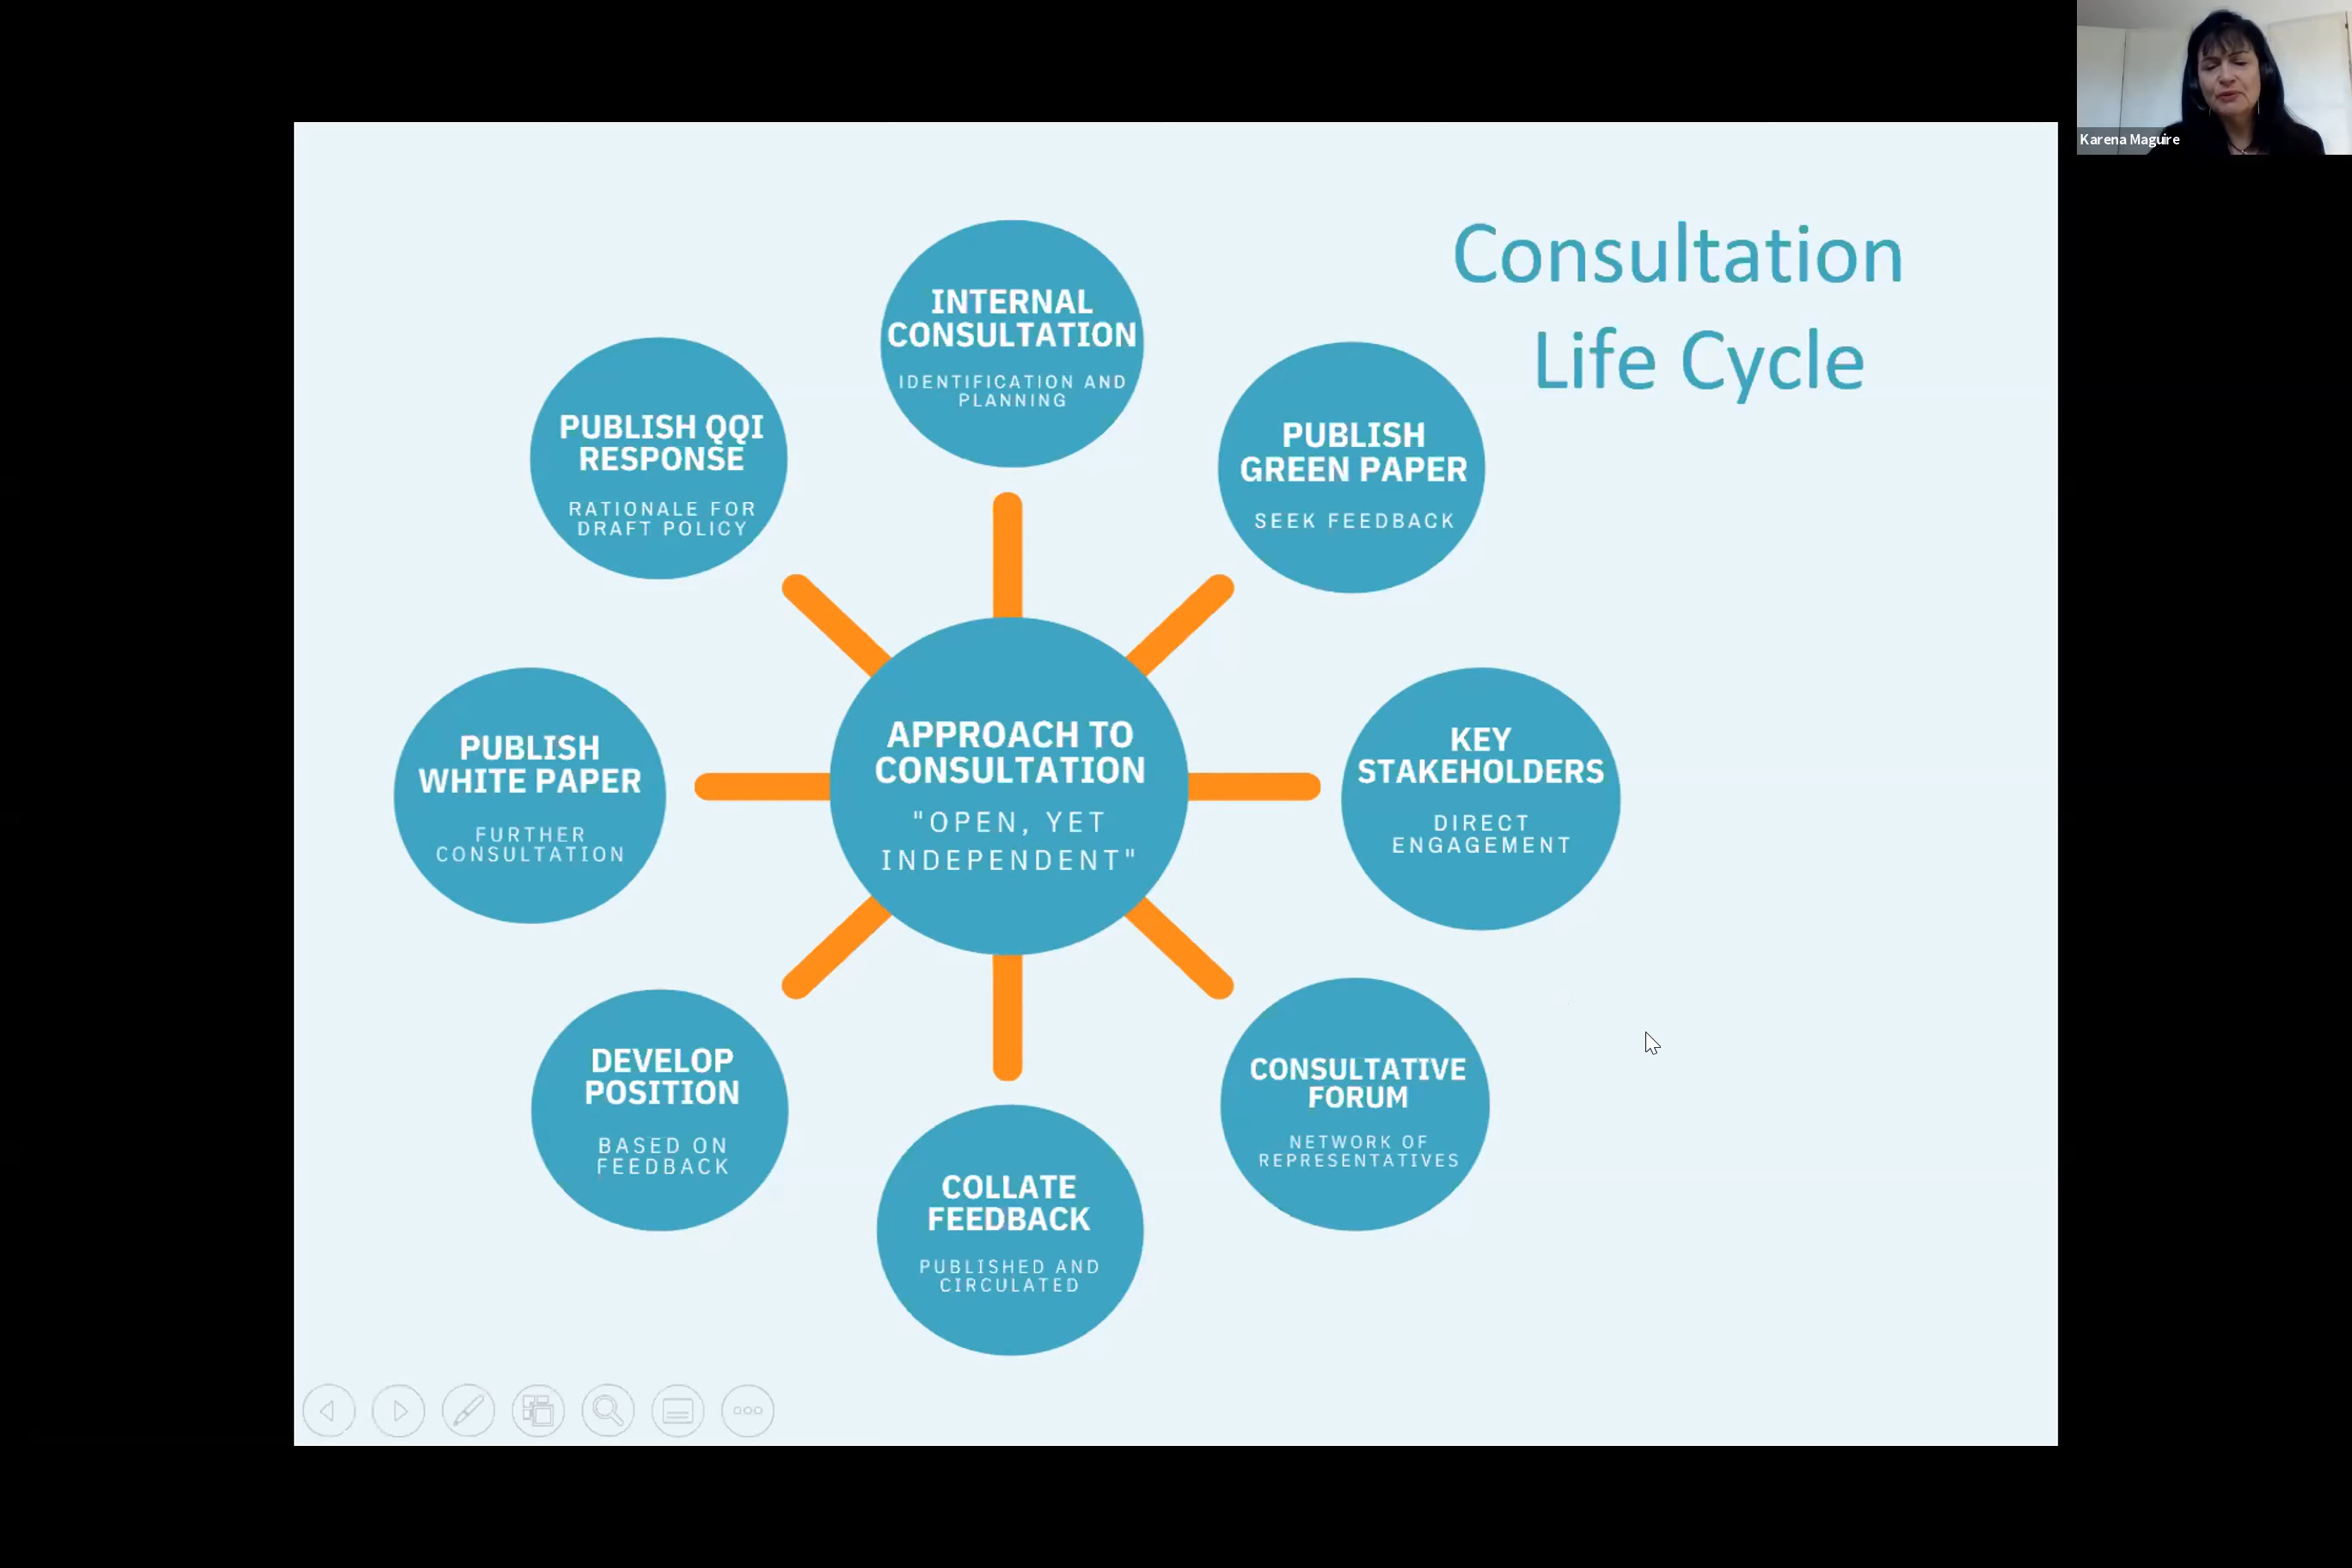 Karena Maguire
Consultation
Life Cycle
INTERNAL
CONSULTATION
IDENTIFICATION AND
PLANNING
PUBLISH
GREEN PAPER
SEEK FEEDBACK
KEY
STAKEHOLDERS
DIRECT
ENGAGEMENT
CONSULTATIVE
FORUM
NETWORK OF
REPRESENTATIVES
COLLATE
FEEDBACK
PUBLISHED AND
CIRCULATED
DEVELOP
POSITION
BASED ON
FEEDBACK
PUBLISH
WHITE PAPER
FURTHER
CONSULTATION
PUBLISH QQI
RESPONSE
RATIONALE FOR
DRAFT POLICY
APPROACH TO
CONSULTATION
"OPEN, YET
INDEPENDENT"